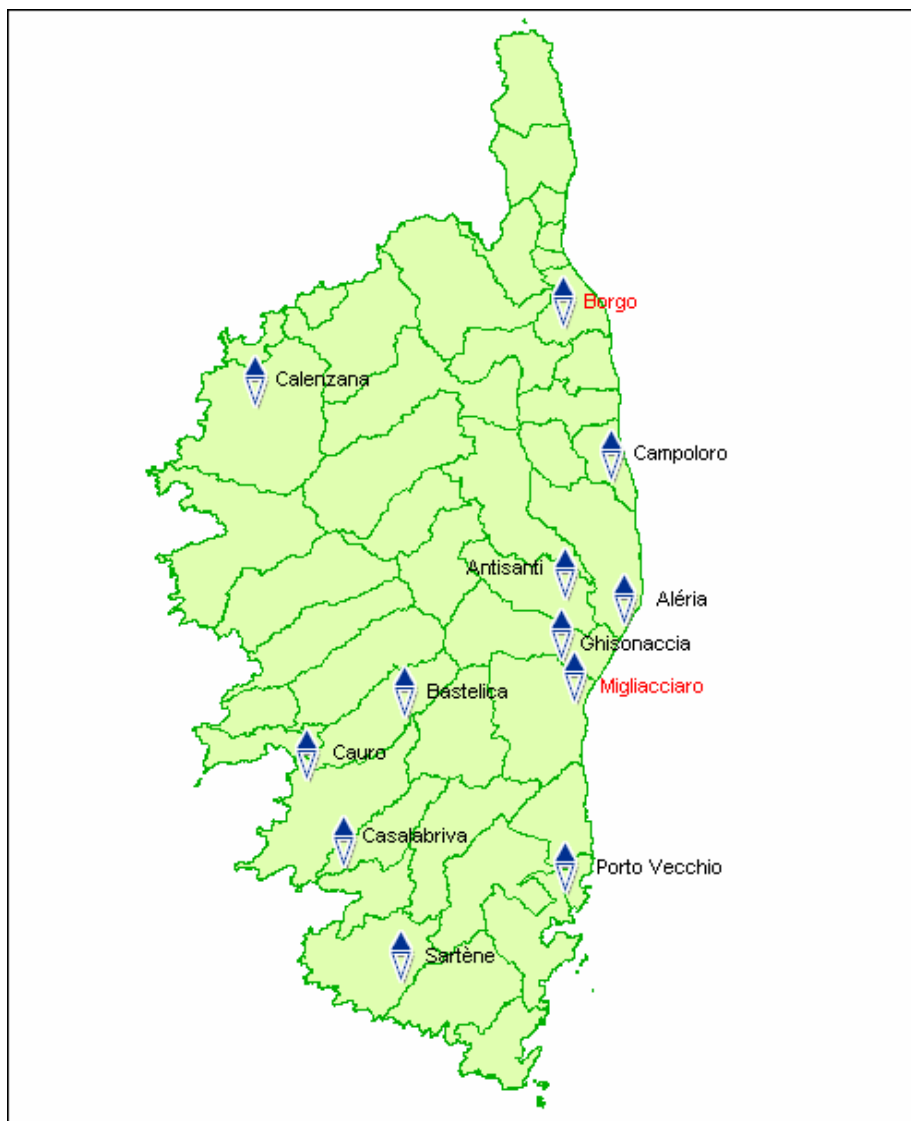 Borgo
Calenzana
Campoloro
Antisanti
Aléria
Ghisonaccia
Migliacciaro
Bastelica
Cauro
Casalabriva
Porto Vecchio
Sartène